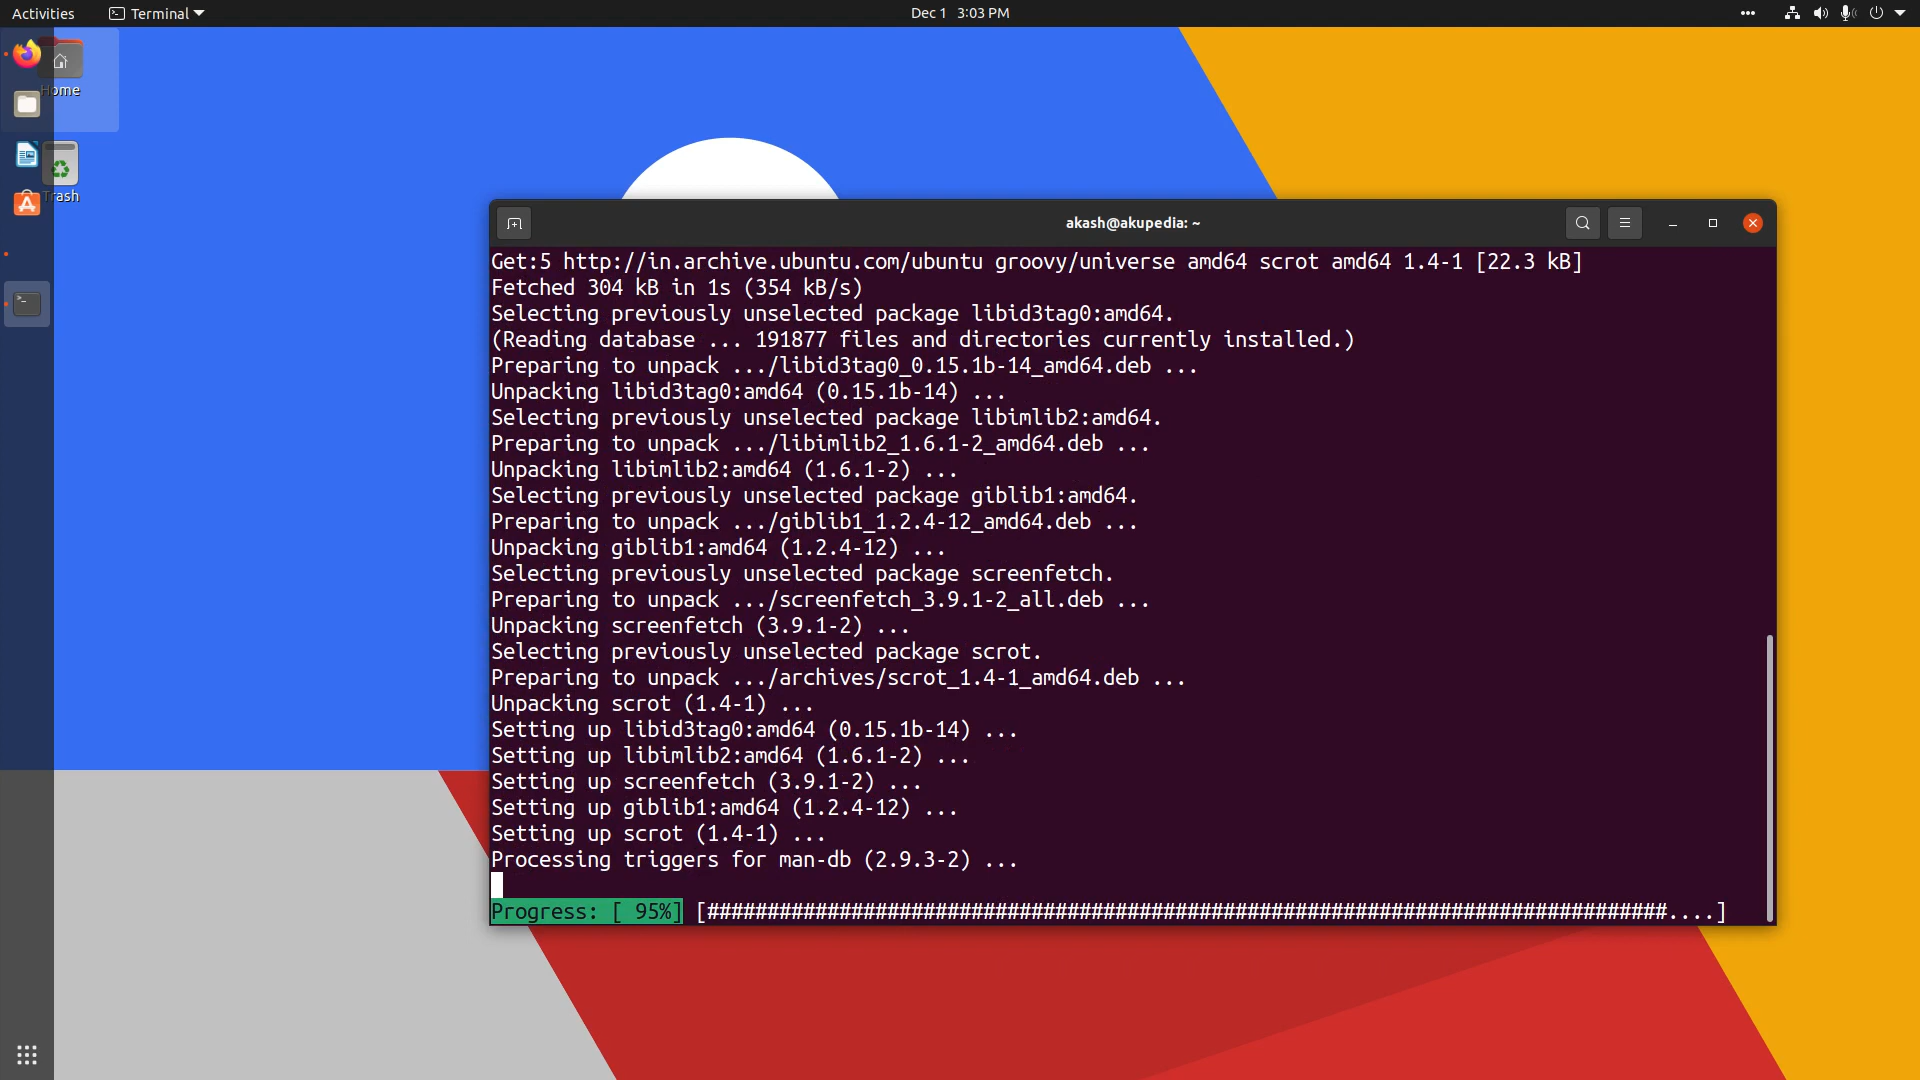 Activities
Terminal
Dec 1 3:03 PM
Home
Trash
akash@akupedia: ~
Get:5 http://in.archive.ubuntu.com/ubuntu groovy/universe amd64 scrot amd64 1.4-1 [22.3 kB]
Fetched 304 kB in 1s (354 kB/s)
Selecting previously unselected package libid3tag0:amd64.
(Reading database ... 191877 files and directories currently installed.)
Preparing to unpack .../libid3tag0_0.15.1b-14_amd64.deb ...
Unpacking libid3tag0:amd64 (0.15.1b-14) ...
Selecting previously unselected package libimlib2:amd64.
Preparing to unpack .../libimlib2_1.6.1-2_amd64.deb ...
Unpacking libimlib2:amd64 (1.6.1-2) ...
Selecting previously unselected package giblib1:amd64.
Preparing to unpack .../giblib1_1.2.4-12_amd64.deb ...
Unpacking giblib1:amd64 (1.2.4-12) ...
Selecting previously unselected package screenfetch.
Preparing to unpack .../screenfetch_3.9.1-2_all.deb ...
Unpacking screenfetch (3.9.1-2) ...
Selecting previously unselected package scrot.
Preparing to unpack .../archives/scrot_1.4-1_amd64.deb ...
Unpacking scrot (1.4-1) ...
Setting up libid3tag0:amd64 (0.15.1b-14) ...
Setting up libimlib2:amd64 (1.6.1-2) ...
Setting up screenfetch (3.9.1-2) ...
Setting up giblib1:amd64 (1.2.4-12) ...
Setting up scrot (1.4-1) ...
Processing triggers for man-db (2.9.3-2) ...
Progress: [ 95%] [################################################################################....]